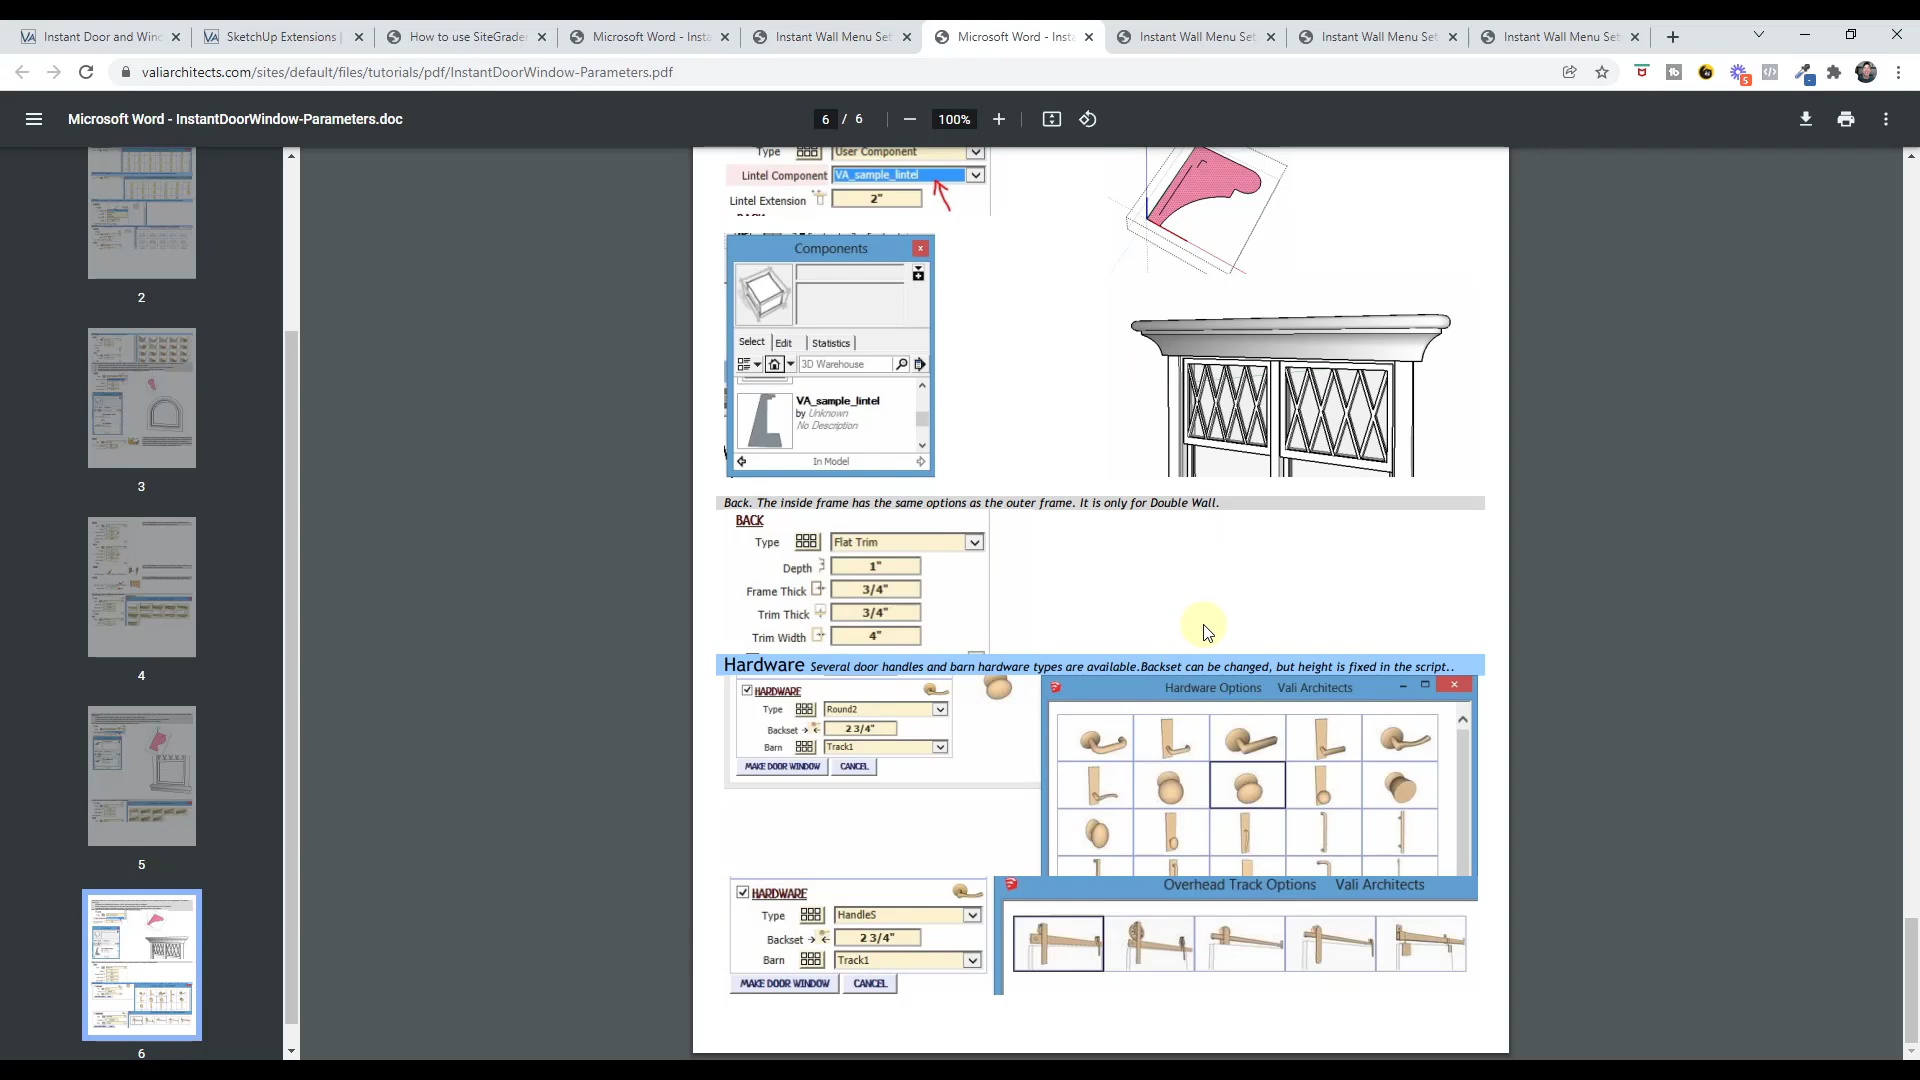 Instant Door and Wind
SketchUp Extensions |
How to use SiteGrade
Microsoft Word - Insta
Instant Wall Menu Set
Microsoft Word - Insta
Instant Wall Menu Set
Instant Wall Menu Set
Instant Wall Menu Set
valiarchitects.com/sites/default/files/tutorials/pdf/InstantDoorWindow-Parameters.pdf
Microsoft Word - InstantDoorWindow-Parameters.doc
6 / 6
100%
2
3
4
5
6
Type User Component
Lintel Component VA_sample_lintel
Lintel Extension 2"
Components
Select Edit Statistics
3D Warehouse
VA_sample_lintel
by Unknown
No Description
In Model
Back. The inside frame has the same options as the outer frame. It is only for Double Wall.
BACK
Type Flat Trim
Depth 1"
Frame Thick 3/4"
Trim Thick 3/4"
Trim Width 4"
Hardware Several door handles and barn hardware types are available.Backset can be changed, but height is fixed in the script..
HARDWARE
Type Round2
Backset 2 3/4"
Barn Track1
MAKE DOOR WINDOW CANCEL
Hardware Options Vali Architects
HARDWARE
Type HandleS
Backset 2 3/4"
Barn Track1
MAKE DOOR WINDOW CANCEL
Overhead Track Options Vali Architects